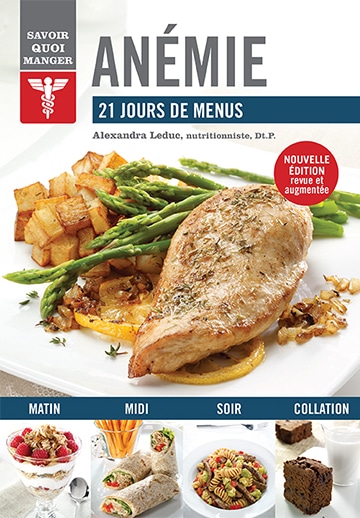 SAVOIR
QUOI
MANGER
ANÉMIE
21 JOURS DE MENUS
Alexandra Leduc, nutritionniste, Dt.P.
NOUVELLE
ÉDITION
revue et
augmentée
MATIN
MIDI
SOIR
COLLATION